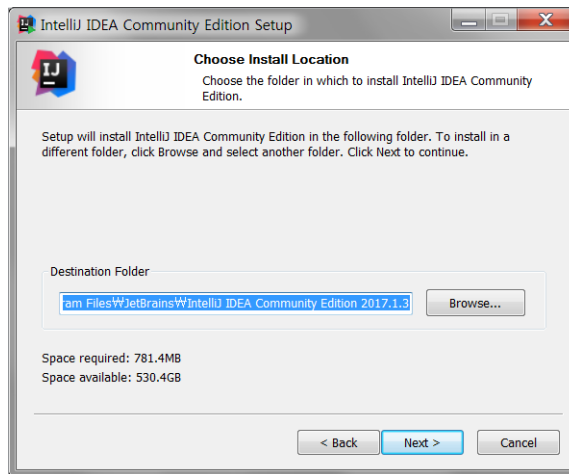 IntelliJ IDEA Community Edition Setup
IJ
Choose Install Location
Choose the folder in which to install IntelliJ IDEA Community
Edition.
Setup will install IntelliJ IDEA Community Edition in the following folder. To install in a
different folder, click Browse and select another folder. Click Next to continue.
Destination Folder
ram Files₩JetBrains₩IntelliJ IDEA Community Edition 2017.1.3
Browse...
Space required: 781.4MB
Space available: 530.4GB
< Back
Next >
Cancel